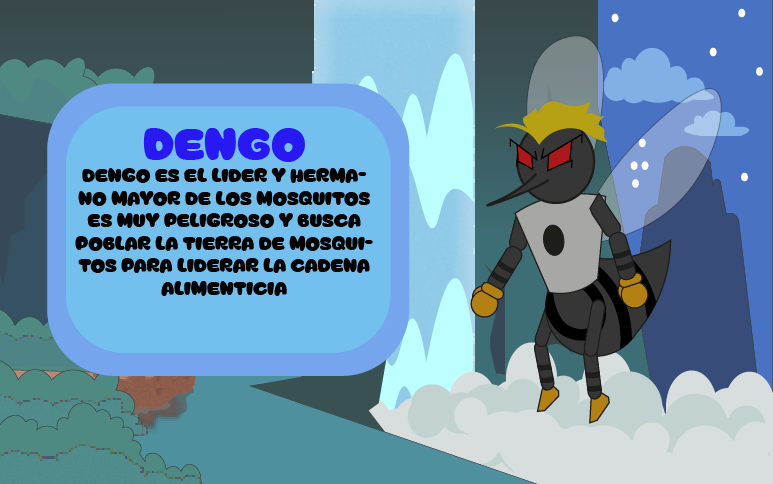 DENGO
DENGO ES EL LIDER Y HERMA-
NO MAYOR DE LOS MOSQUITOS
ES MUY PELIGROSO Y BUSCA
POBLAR LA TIERRA DE MOSQUI-
TOS PARA LIDERAR LA CADENA
ALIMENTICIA